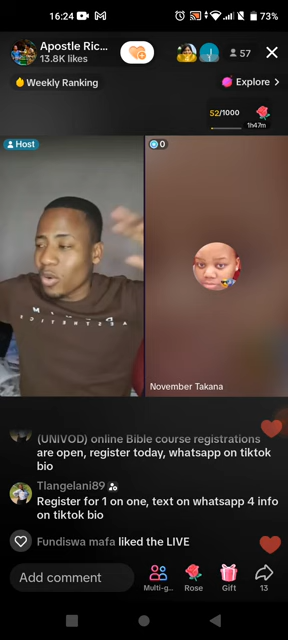 16:24
73%
Apostle Ric...
13.8K likes
57
Weekly Ranking
Explore >
52/1000
1h47m
Host
0
November Takana
(UNIVOD) online Bible course registrations
are open, register today, whatsapp on tiktok
bio
Tlangelani89
Register for 1 on one, text on whatsapp 4 info
on tiktok bio
Fundiswa mafa liked the LIVE
Add comment
Multi-g...
Rose
Gift
13